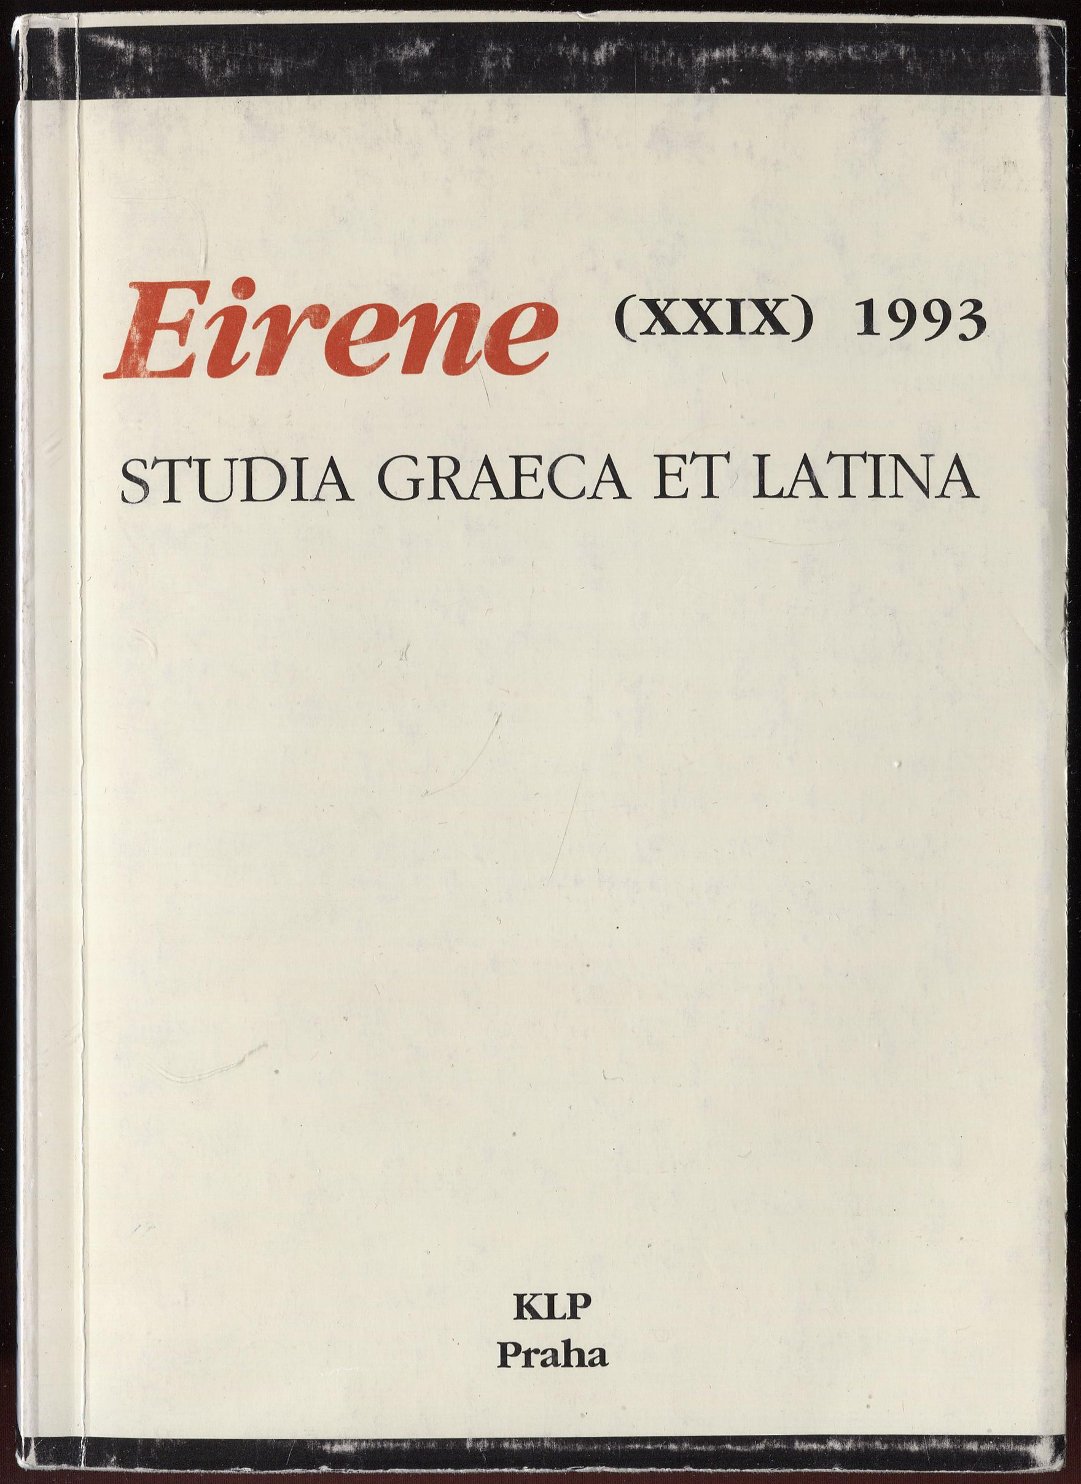 Eirene (XXIX) 1993
STUDIA GRAECA ET LATINA
KLP
Praha